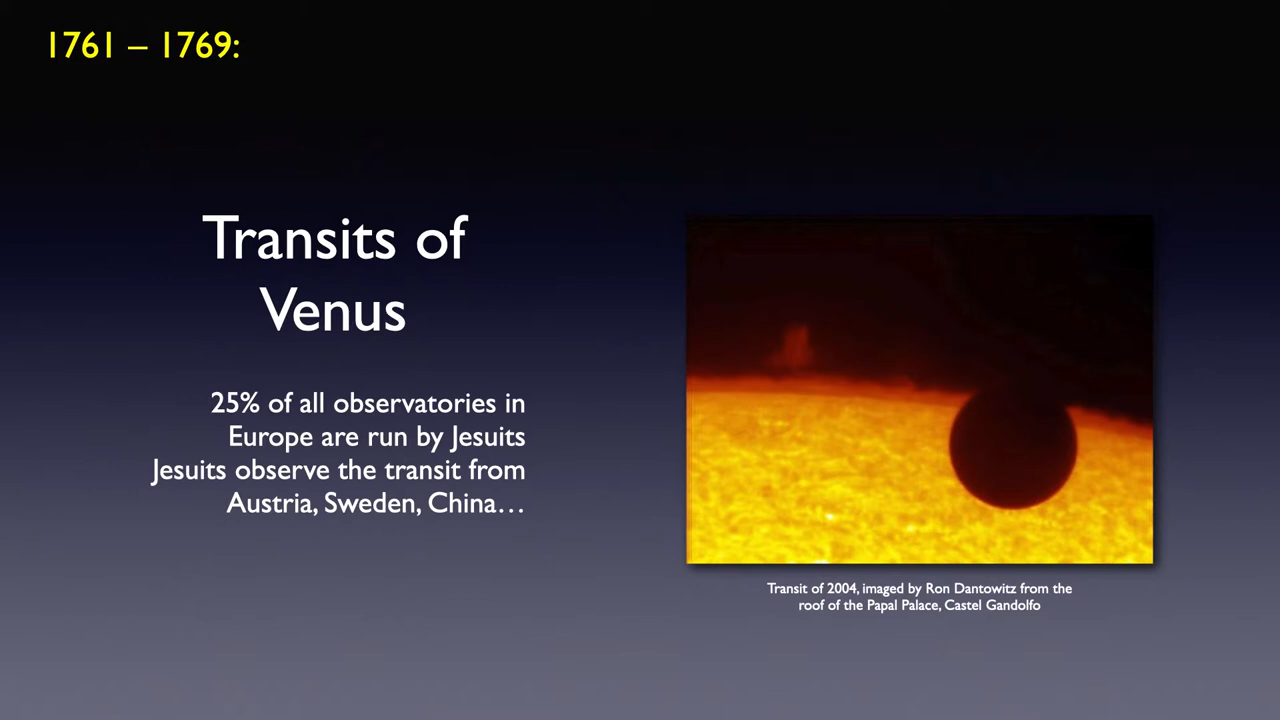 1761 – 1769:
Transits of
Venus
25% of all observatories in
Europe are run by Jesuits
Jesuits observe the transit from
Austria, Sweden, China…
Transit of 2004, imaged by Ron Dantowitz from the
roof of the Papal Palace, Castel Gandolfo